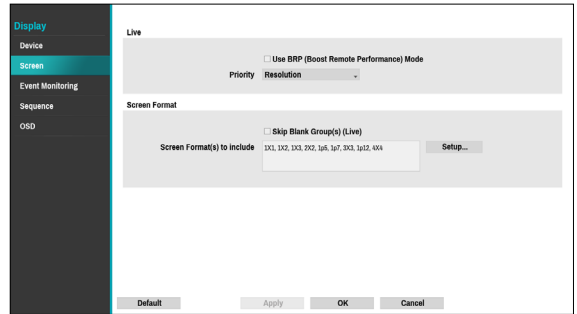 Display
Device
Screen
Event Monitoring
Sequence
OSD
Live
Use BRP (Boost Remote Performance) Mode
Priority Resolution
Screen Format
Skip Blank Group(s) (Live)
Screen Format(s) to include 1X1, 1X2, 1X3, 2X2, 1p5, 1p7, 3X3, 1p12, 4X4 Setup...
Default Apply OK Cancel